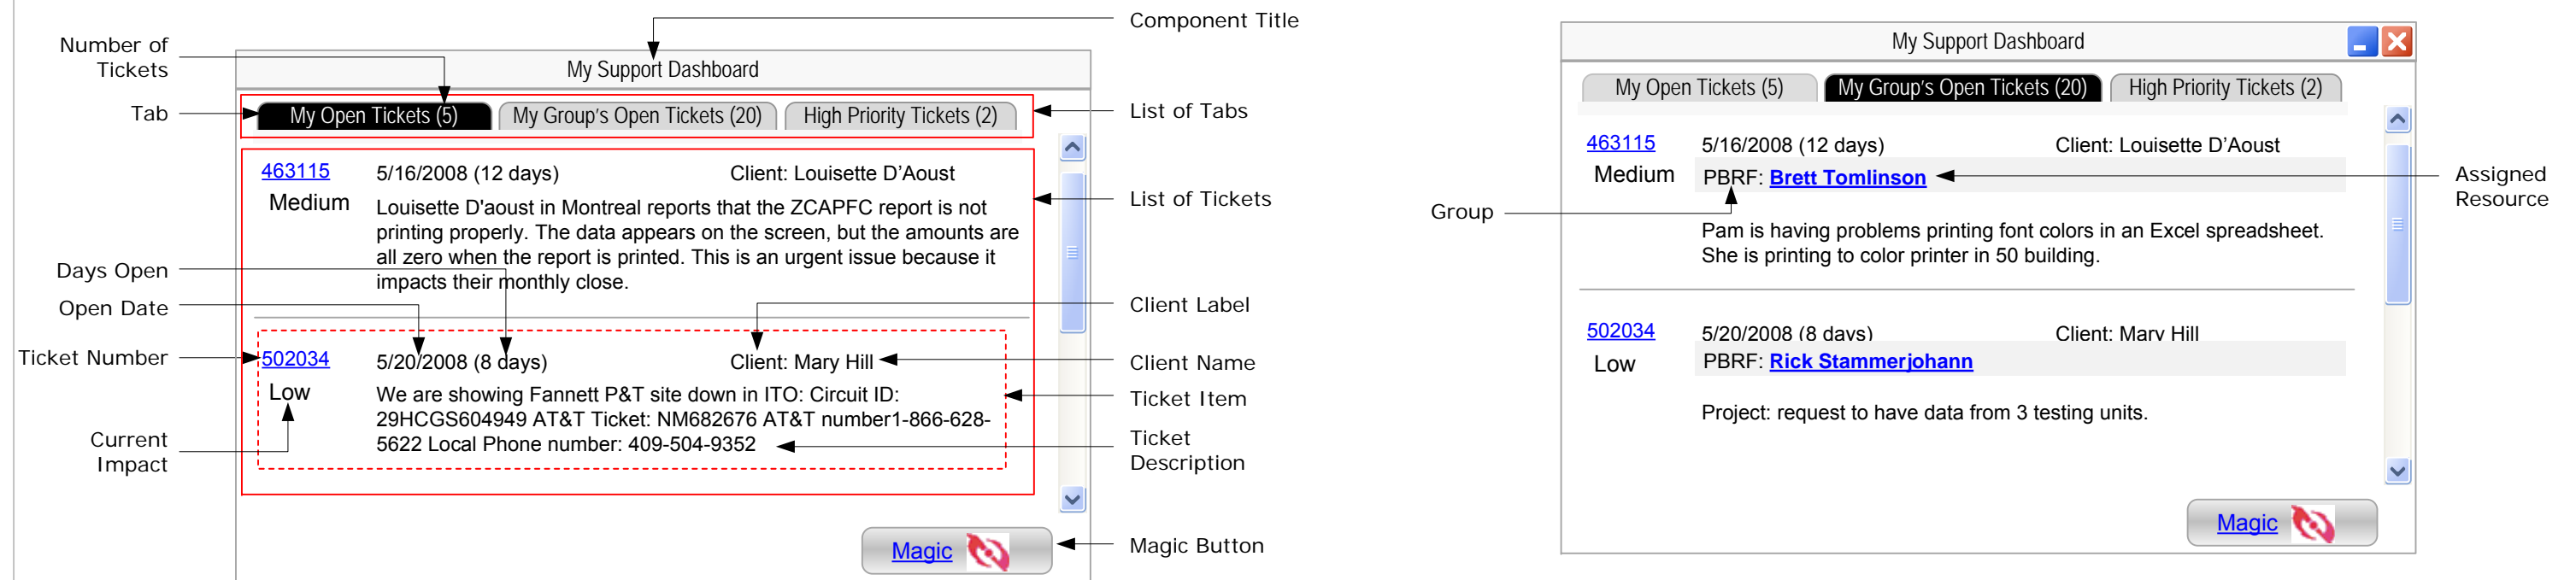 Component Title
Number of
Tickets
My Support Dashboard
Tab
My Open Tickets (5)
My Group's Open Tickets (20)
High Priority Tickets (2)
List of Tabs
463115
5/16/2008 (12 days)
Client: Louisette D'Aoust
Medium
Louisette D'aoust in Montreal reports that the ZCAPFC report is not
printing properly. The data appears on the screen, but the amounts are
all zero when the report is printed. This is an urgent issue because it
impacts their monthly close.
List of Tickets
Days Open
Open Date
Client Label
Ticket Number
502034
5/20/2008 (8 days)
Client: Mary Hill
Client Name
Low
We are showing Fannett P&T site down in ITO: Circuit ID:
29HCGS604949 AT&T Ticket: NM682676 AT&T number1-866-628-
5622 Local Phone number: 409-504-9352
Ticket Item
Current
Impact
Ticket
Description
Magic
Magic Button
My Support Dashboard
My Open Tickets (5)
My Group's Open Tickets (20)
High Priority Tickets (2)
463115
5/16/2008 (12 days)
Client: Louisette D'Aoust
Medium
PBRF: Brett Tomlinson
Assigned
Resource
Group
Pam is having problems printing font colors in an Excel spreadsheet.
She is printing to color printer in 50 building.
502034
5/20/2008 (8 days)
Client: Mary Hill
Low
PBRF: Rick Stammerjohann
Project: request to have data from 3 testing units.
Magic